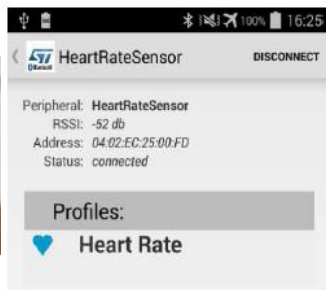 100% 16:25
HeartRateSensor DISCONNECT
Peripheral: HeartRateSensor
RSSI: -52 db
Address: 04:02:EC:25:00:FD
Status: connected
Profiles:
Heart Rate